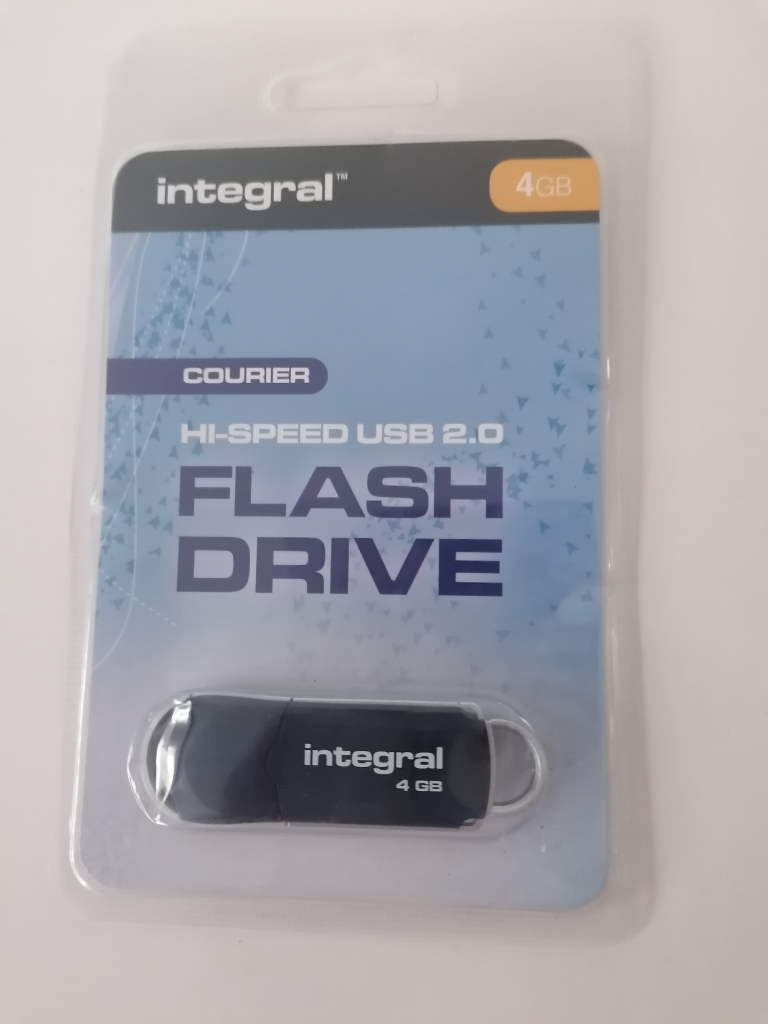 integral™
4GB
COURIER
HI-SPEED USB 2.0
FLASH
DRIVE
integral
4 GB